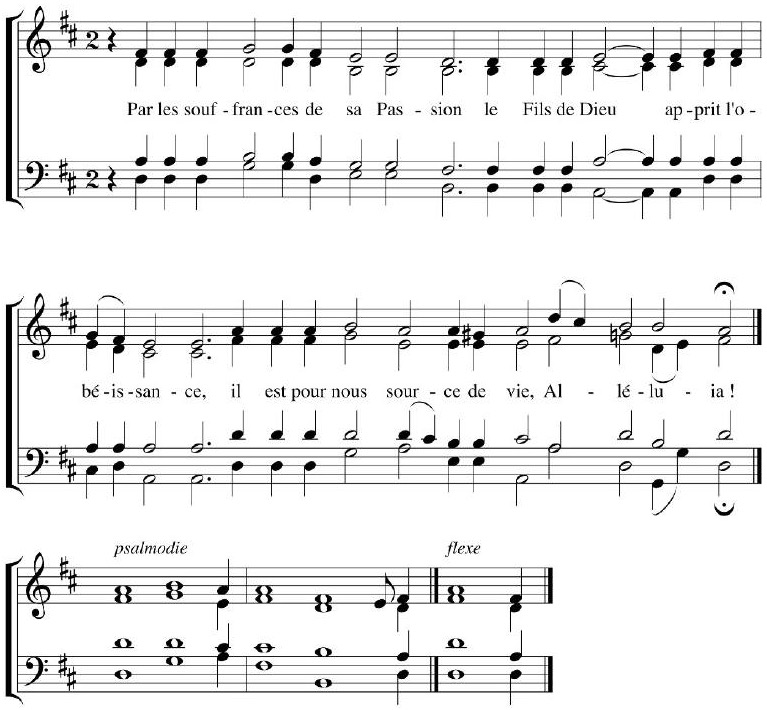 Par les souf - fran - ces de sa Pas - sion le Fils de Dieu ap - prit l'o -
bé - is - san - ce, il est pour nous sour - ce de vie, Al - lé - lu - ia !
psalmodie flexe